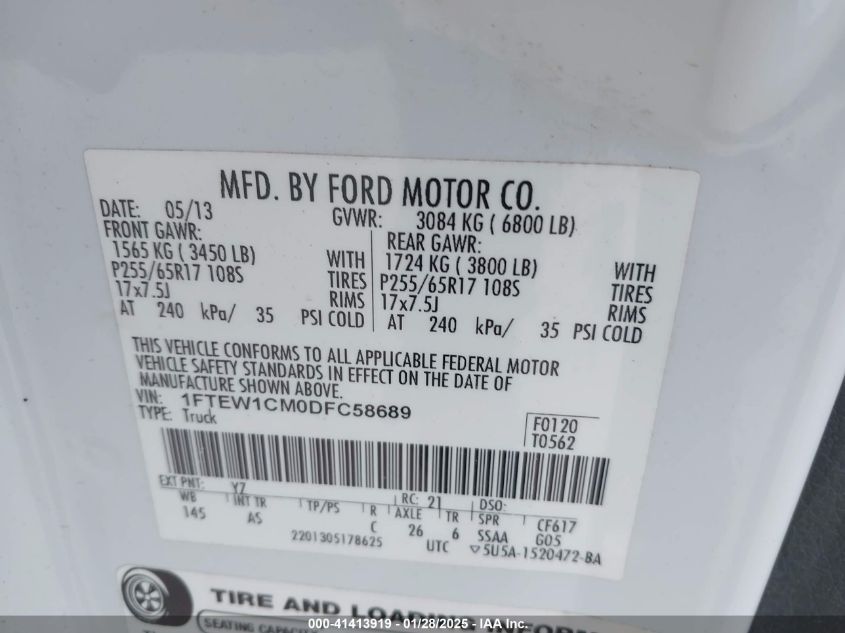 MFD. BY FORD MOTOR CO.
DATE: 05/13 GVWR: 3084 KG ( 6800 LB)
FRONT GAWR: REAR GAWR:
1565 KG ( 3450 LB) WITH 1724 KG ( 3800 LB) WITH
P255/65R17 108S TIRES P255/65R17 108S TIRES
17x7.5J RIMS 17x7.5J RIMS
AT 240 kPa/ 35 PSI COLD AT 240 kPa/ 35 PSI COLD
THIS VEHICLE CONFORMS TO ALL APPLICABLE FEDERAL MOTOR
VEHICLE SAFETY STANDARDS IN EFFECT ON THE DATE OF
MANUFACTURE SHOWN ABOVE.
VIN: 1FTEW1CM0DFC58689
TYPE: Truck
F0120
T0562
EXT PNT: Y7 RC: 21 DSO:
WB INT TR TP/PS R AXLE TR SPR CF617
145 AS C 26 6 SSAA G05
2201305178625 UTC ▽5U5A-1520472-BA
TIRE AND LOADING INFORM
SEATING CAPACITY
000-41413919 - 01/28/2025 - IAA Inc.